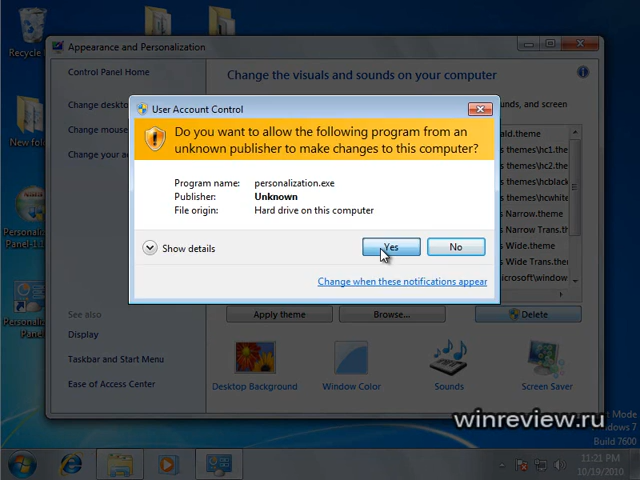 Recycle
Appearance and Personalization
Control Panel Home
Change the visuals and sounds on your computer
Change deskto
nds, and screen
User Account Control
Do you want to allow the following program from an
unknown publisher to make changes to this computer?
Change mouse
Change your a
New fol
ald.theme
s themes\hc1.the
s themes\hc2.the
s themes\hcblack
s themes\hcwhite
s Narrow.theme
s Narrow Trans.t
s Wide.theme
s Wide Trans.the
icrosoft\window
Program name: personalization.exe
Publisher: Unknown
File origin: Hard drive on this computer
Personaliz
Panel-1.1
Show details
Yes
No
Change when these notifications appear
Personaliz
Panel
See also
Display
Taskbar and Start Menu
Ease of Access Center
Apply theme
Browse...
Delete
Desktop Background
Window Color
Sounds
Screen Saver
winreview.ru
t Mode
indows 7
Build 7600
11:21 PM
10/19/2010